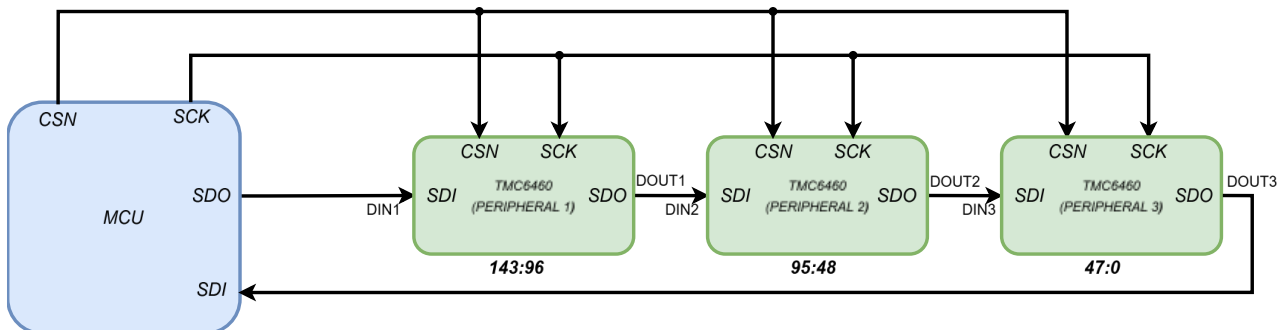 CSN
SCK
SDO
MCU
SDI
DIN1
CSN
SCK
SDI
TMC6460
(PERIPHERAL 1)
SDO
143:96
DOUT1
DIN2
CSN
SCK
SDI
TMC6460
(PERIPHERAL 2)
SDO
95:48
DOUT2
DIN3
CSN
SCK
SDI
TMC6460
(PERIPHERAL 3)
SDO
47:0
DOUT3